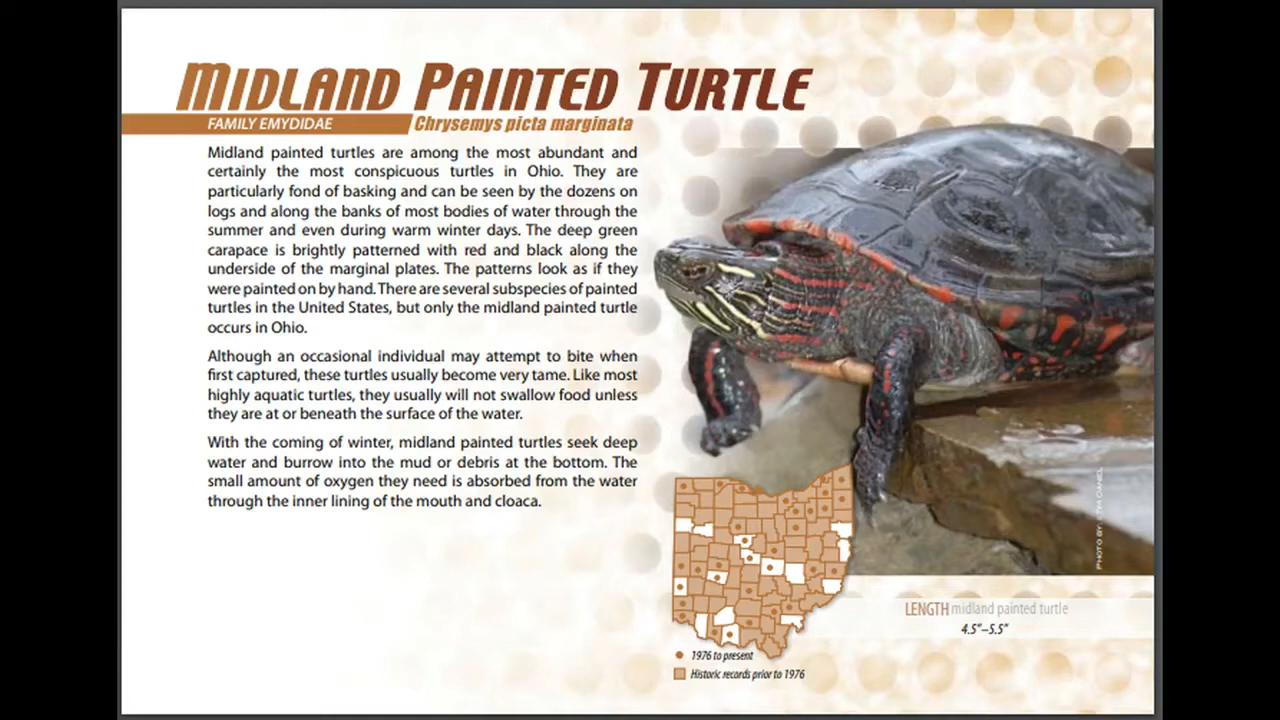 MIDLAND PAINTED TURTLE
FAMILY EMYDIDAE
Chrysemys picta marginata
Midland painted turtles are among the most abundant and
certainly the most conspicuous turtles in Ohio. They are
particularly fond of basking and can be seen by the dozens on
logs and along the banks of most bodies of water through the
summer and even during warm winter days. The deep green
carapace is brightly patterned with red and black along the
underside of the marginal plates. The patterns look as if they
were painted on by hand. There are several subspecies of painted
turtles in the United States, but only the midland painted turtle
occurs in Ohio.
Although an occasional individual may attempt to bite when
first captured, these turtles usually become very tame. Like most
highly aquatic turtles, they usually will not swallow food unless
they are at or beneath the surface of the water.
With the coming of winter, midland painted turtles seek deep
water and burrow into the mud or debris at the bottom. The
small amount of oxygen they need is absorbed from the water
through the inner lining of the mouth and cloaca.
PHOTO BY
LENGTH midland painted turtle
4.5"–5.5"
1976 to present
Historic records prior to 1976